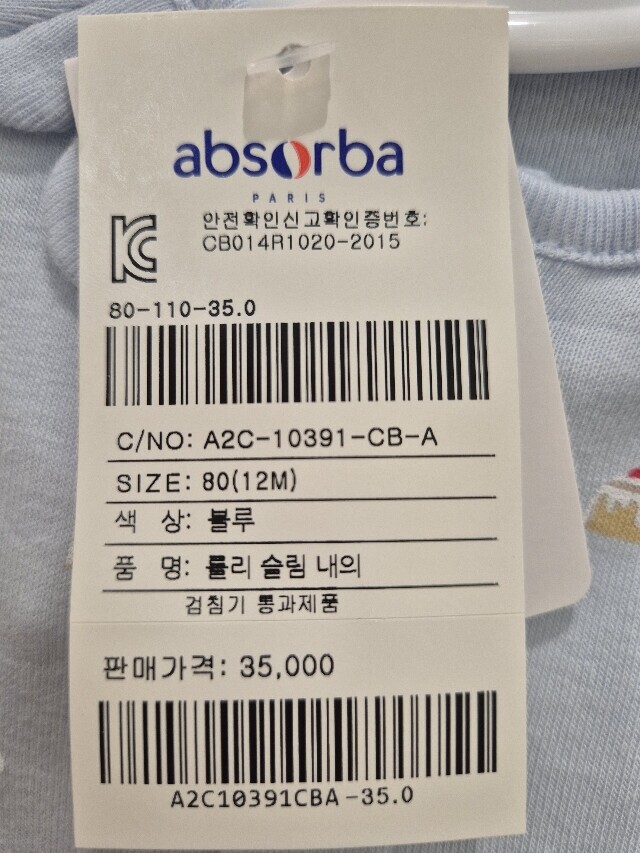 absorba
PARIS
안전확인신고확인증번호:
CB014R1020-2015
80-110-35.0
C/NO: A2C-10391-CB-A
SIZE: 80(12M)
색 상: 블루
품 명: 룰리 슬림 내의
검침기 통과제품
판매가격: 35,000
A2C10391CBA-35.0